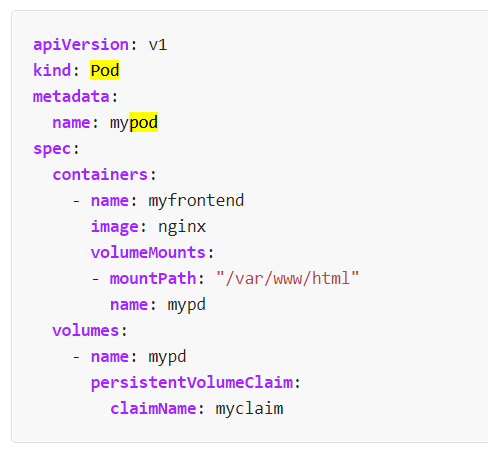 apiVersion: v1
kind: Pod
metadata:
  name: mypod
spec:
  containers:
    - name: myfrontend
      image: nginx
      volumeMounts:
      - mountPath: "/var/www/html"
        name: mypd
  volumes:
    - name: mypd
      persistentVolumeClaim:
        claimName: myclaim